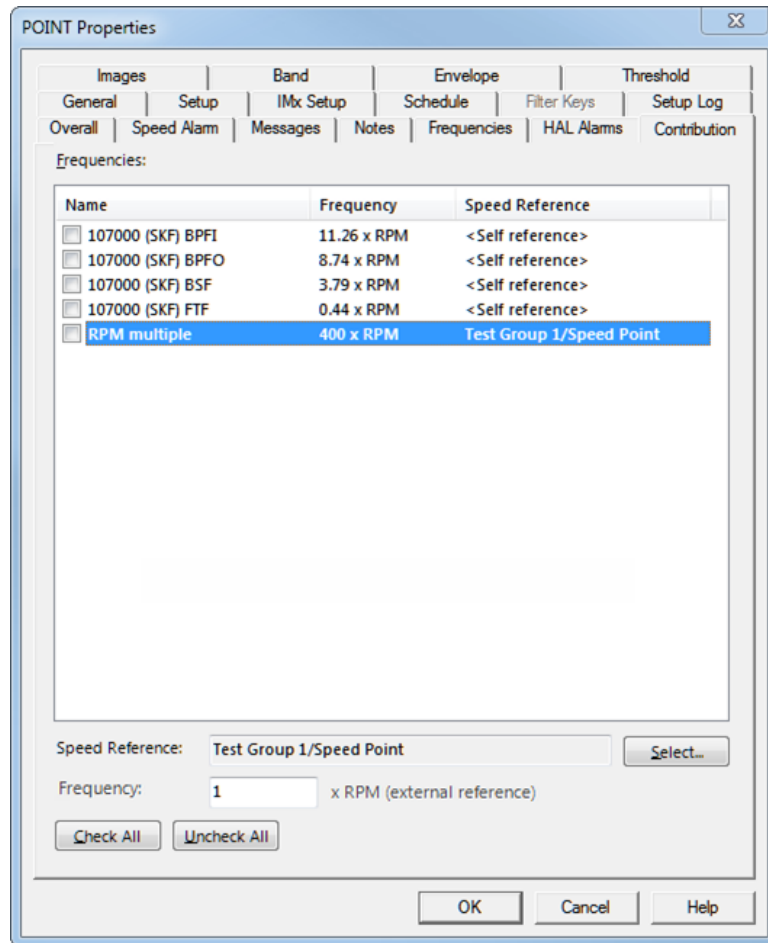 POINT Properties
Images Band Envelope Threshold
General Setup IMx Setup Schedule Filter Keys Setup Log
Overall Speed Alarm Messages Notes Frequencies HAL Alarms Contribution
Frequencies:
Name Frequency Speed Reference
107000 (SKF) BPFI 11.26 x RPM <Self reference>
107000 (SKF) BPFO 8.74 x RPM <Self reference>
107000 (SKF) BSF 3.79 x RPM <Self reference>
107000 (SKF) FTF 0.44 x RPM <Self reference>
RPM multiple 400 x RPM Test Group 1/Speed Point
Speed Reference: Test Group 1/Speed Point Select...
Frequency: 1 x RPM (external reference)
Check All Uncheck All
OK Cancel Help